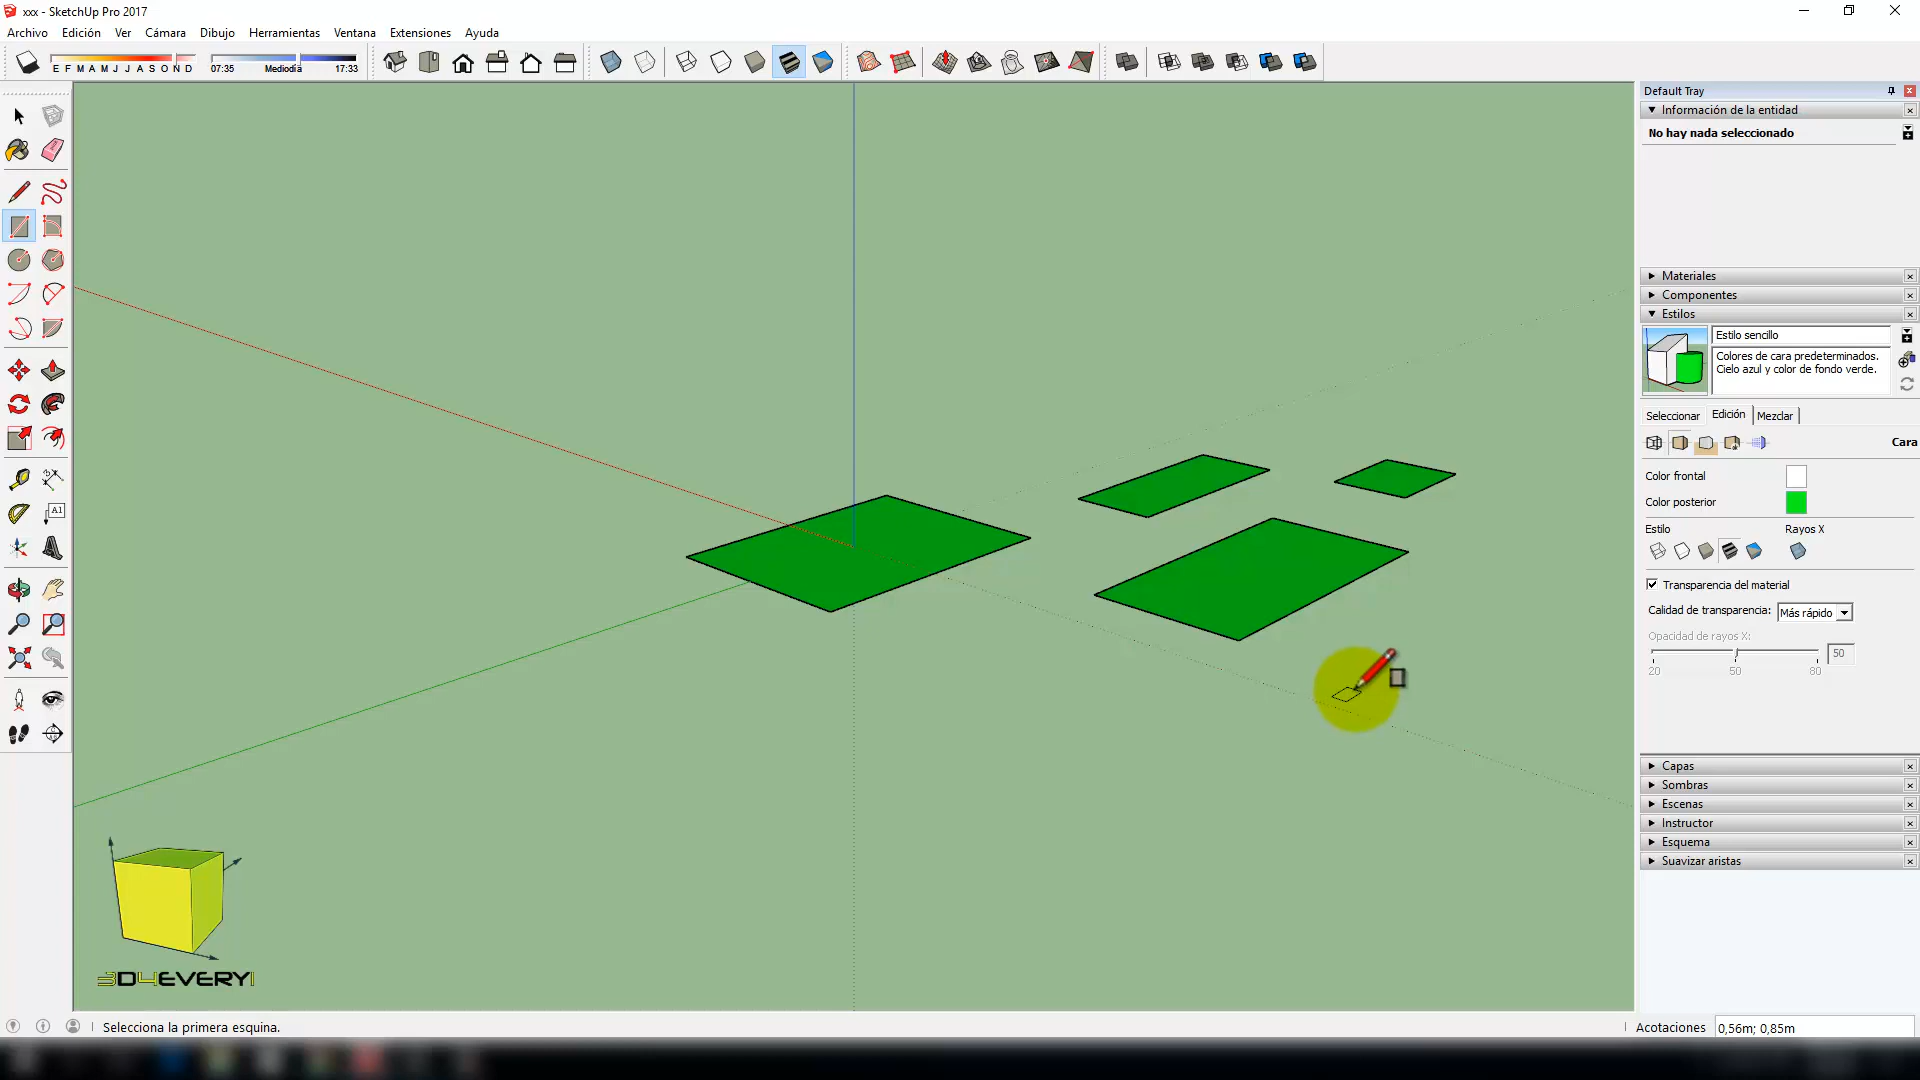 xxx - SketchUp Pro 2017
Archivo Edición Ver Cámara Dibujo Herramientas Ventana Extensiones Ayuda
E F M A M J J A S O N D 07:35 Mediodía 17:33
Default Tray
Información de la entidad
No hay nada seleccionado
Materiales
Componentes
Estilos
Estilo sencillo
Colores de cara predeterminados.
Cielo azul y color de fondo verde.
Seleccionar Edición Mezclar
Cara
Color frontal
Color posterior
Estilo Rayos X
Transparencia del material
Calidad de transparencia: Más rápido
Opacidad de rayos X: 50
20 50 80
Capas
Sombras
Escenas
Instructor
Esquema
Suavizar aristas
A1
3D4EVERY1
Selecciona la primera esquina.
Acotaciones 0,56m; 0,85m